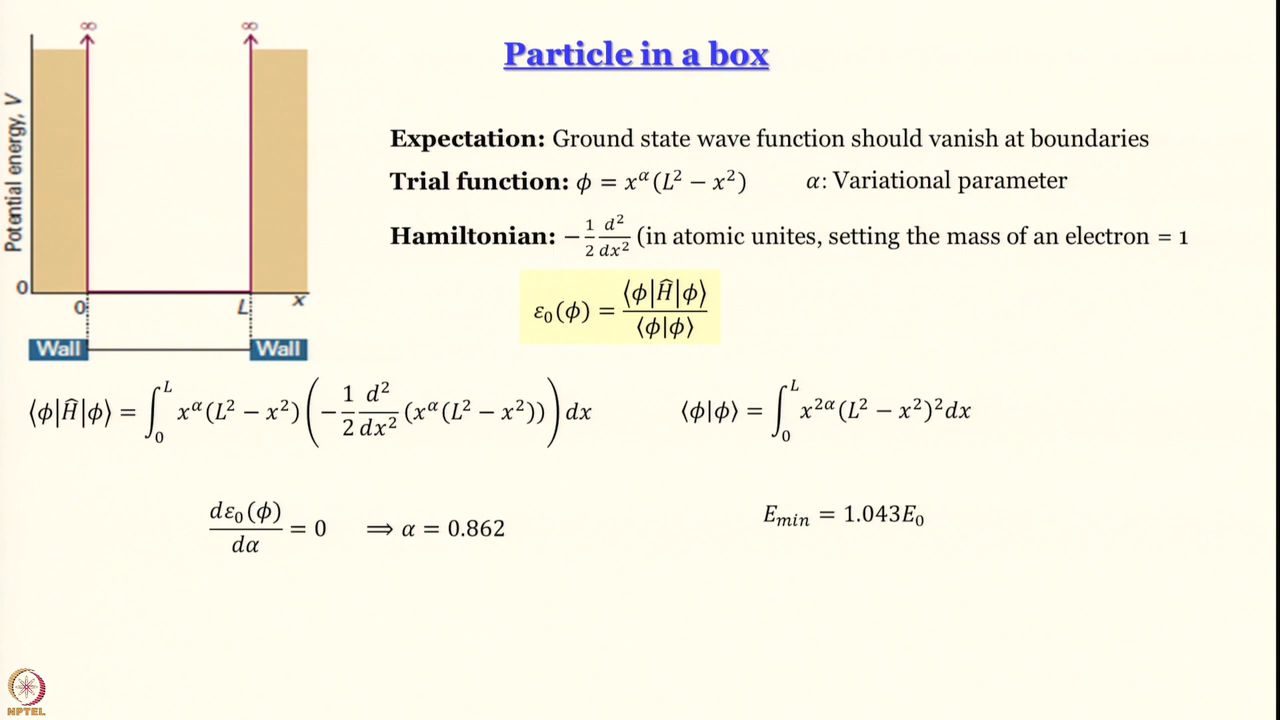 Particle in a box
∞ ∞
Potential energy, V
0
0 L x
Wall Wall
Expectation: Ground state wave function should vanish at boundaries
Trial function: ϕ = x^α(L² − x²) α: Variational parameter
Hamiltonian: −1/2 d²/dx² (in atomic unites, setting the mass of an electron = 1
ε₀(ϕ) = ⟨ϕ|Ĥ|ϕ⟩/⟨ϕ|ϕ⟩
⟨ϕ|Ĥ|ϕ⟩ = ∫₀ᴸ x^α(L² − x²)(−1/2 d²/dx² (x^α(L² − x²)))dx ⟨ϕ|ϕ⟩ = ∫₀ᴸ x^2α(L² − x²)²dx
dε₀(ϕ)/dα = 0 ⟹ α = 0.862 E_min = 1.043E₀
NPTEL